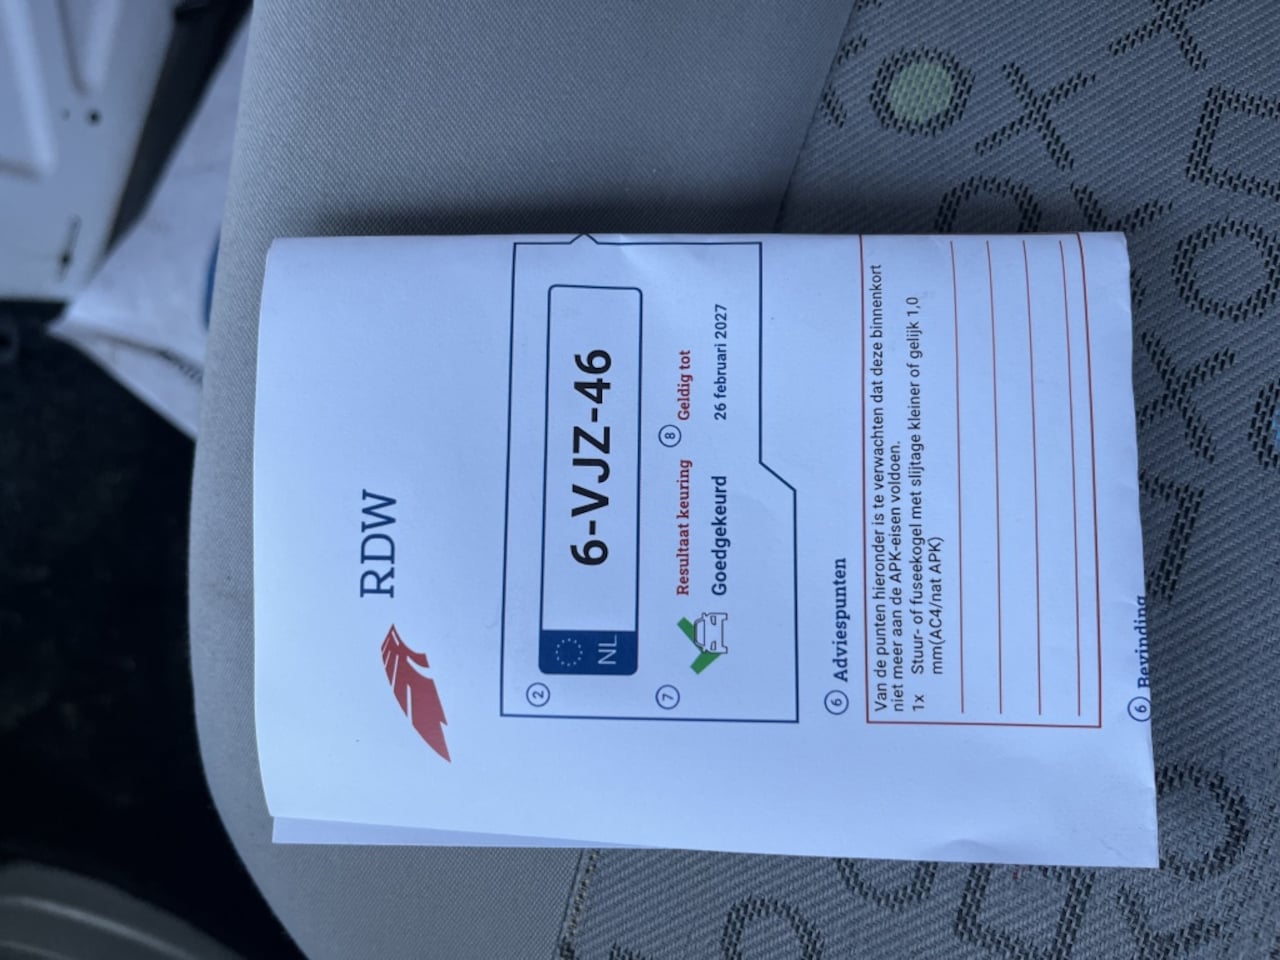 RDW
2
NL 6-VJZ-46
7 Resultaat keuring 8 Geldig tot
Goedgekeurd 26 februari 2027
6 Adviespunten
Van de punten hieronder is te verwachten dat deze binnenkort
niet meer aan de APK-eisen voldoen.
1x Stuur- of fuseekogel met slijtage kleiner of gelijk 1,0
mm(AC4/nat APK)
6 Bevinding